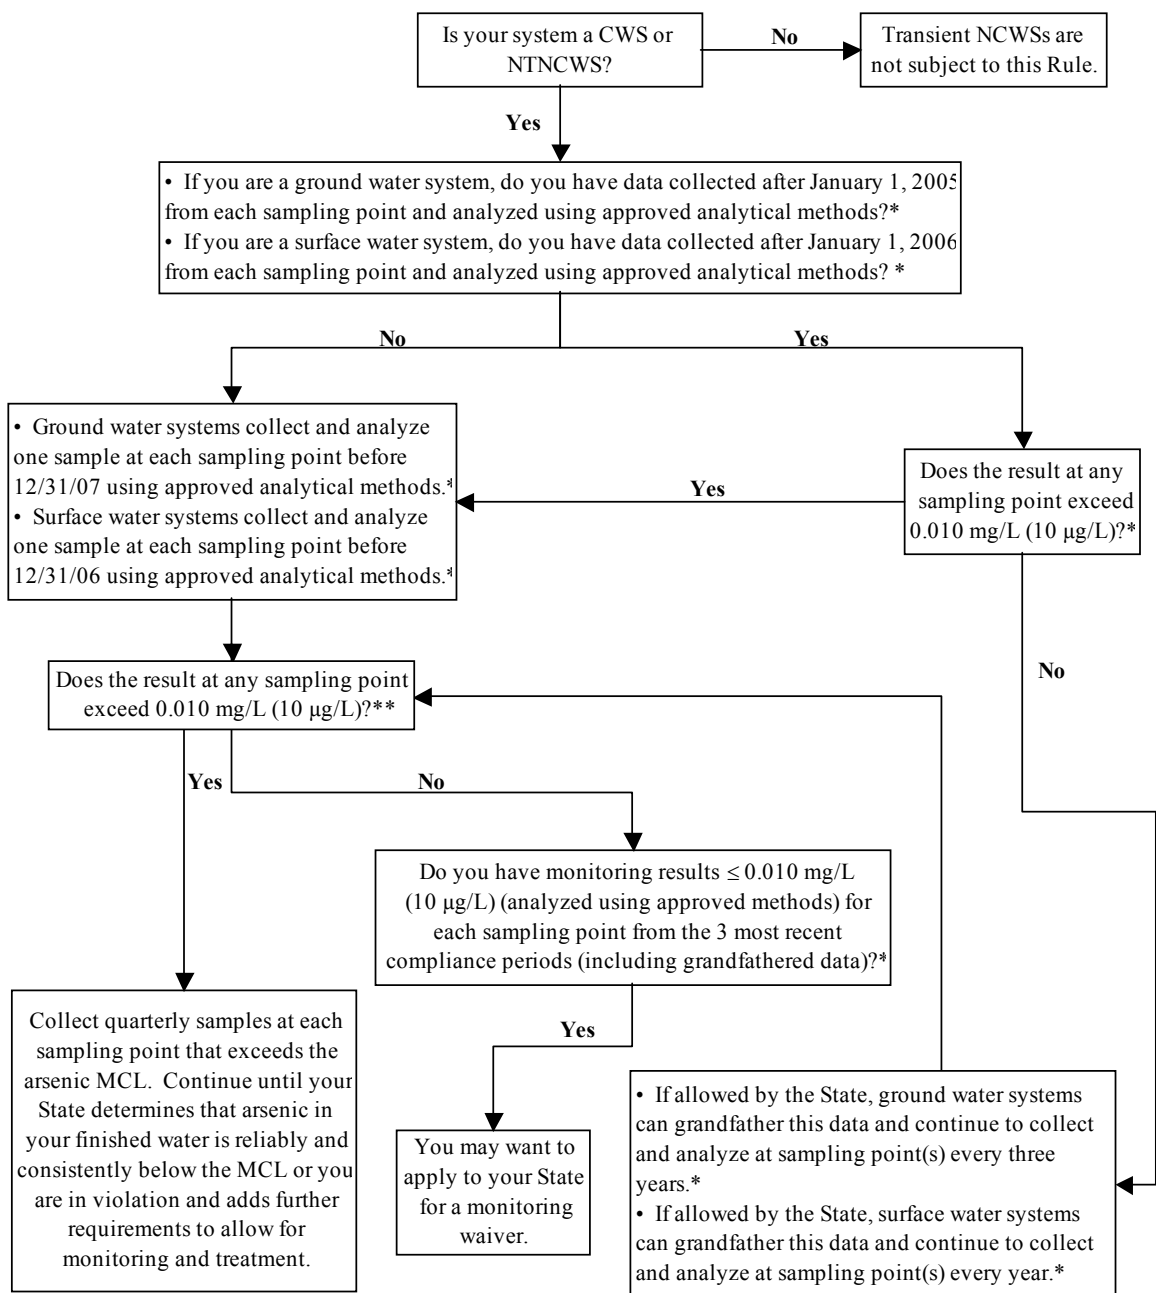 Is your system a CWS or
NTNCWS?
No
Transient NCWSs are
not subject to this Rule.
Yes
• If you are a ground water system, do you have data collected after January 1, 2005
from each sampling point and analyzed using approved analytical methods?*
• If you are a surface water system, do you have data collected after January 1, 2006
from each sampling point and analyzed using approved analytical methods? *
No
Yes
• Ground water systems collect and analyze
one sample at each sampling point before
12/31/07 using approved analytical methods.*
• Surface water systems collect and analyze
one sample at each sampling point before
12/31/06 using approved analytical methods.*
Yes
Does the result at any
sampling point exceed
0.010 mg/L (10 µg/L)?*
No
Does the result at any sampling point
exceed 0.010 mg/L (10 µg/L)?**
Yes
No
Do you have monitoring results ≤ 0.010 mg/L
(10 µg/L) (analyzed using approved methods) for
each sampling point from the 3 most recent
compliance periods (including grandfathered data)?*
Yes
Collect quarterly samples at each
sampling point that exceeds the
arsenic MCL. Continue until your
State determines that arsenic in
your finished water is reliably and
consistently below the MCL or you
are in violation and adds further
requirements to allow for
monitoring and treatment.
You may want to
apply to your State
for a monitoring
waiver.
• If allowed by the State, ground water systems
can grandfather this data and continue to collect
and analyze at sampling point(s) every three
years.*
• If allowed by the State, surface water systems
can grandfather this data and continue to collect
and analyze at sampling point(s) every year.*